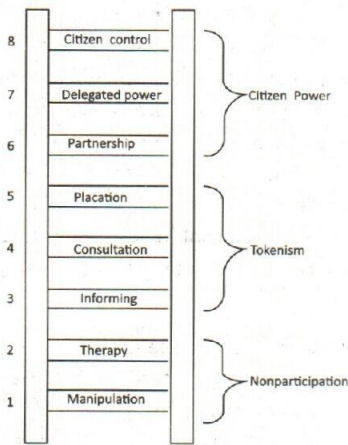 8 Citizen control
7 Delegated power
Citizen Power
6 Partnership
5 Placation
4 Consultation
Tokenism
3 Informing
2 Therapy
Nonparticipation
1 Manipulation